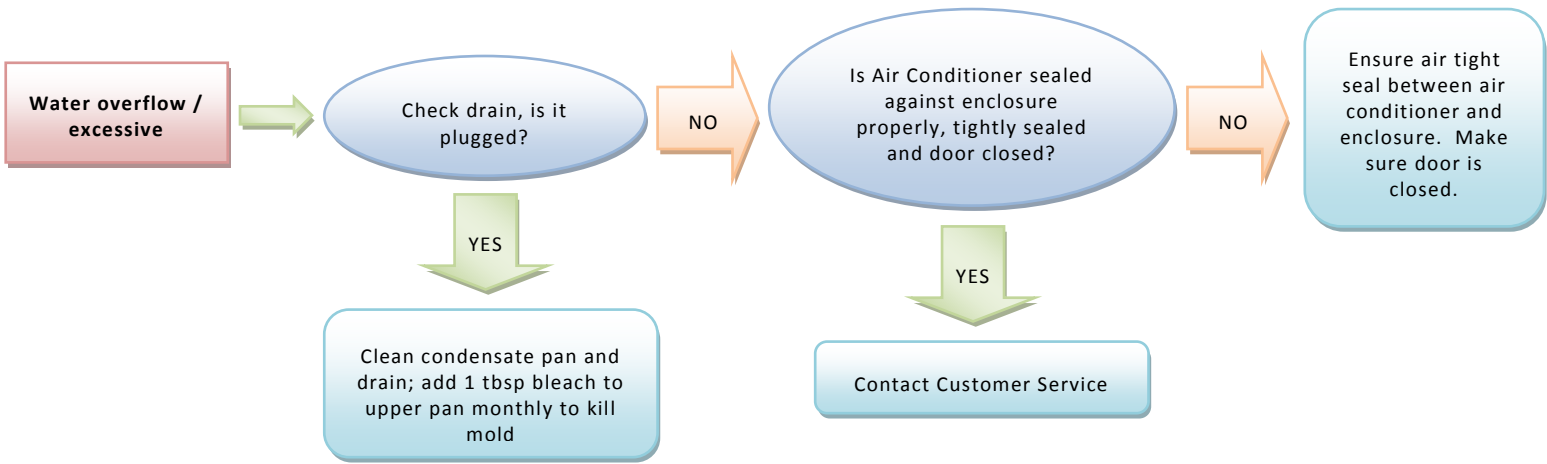 Water overflow /
excessive
Check drain, is it
plugged?
NO
Is Air Conditioner sealed
against enclosure
properly, tightly sealed
and door closed?
NO
Ensure air tight
seal between air
conditioner and
enclosure.  Make
sure door is
closed.
YES
Clean condensate pan and
drain; add 1 tbsp bleach to
upper pan monthly to kill
mold
YES
Contact Customer Service